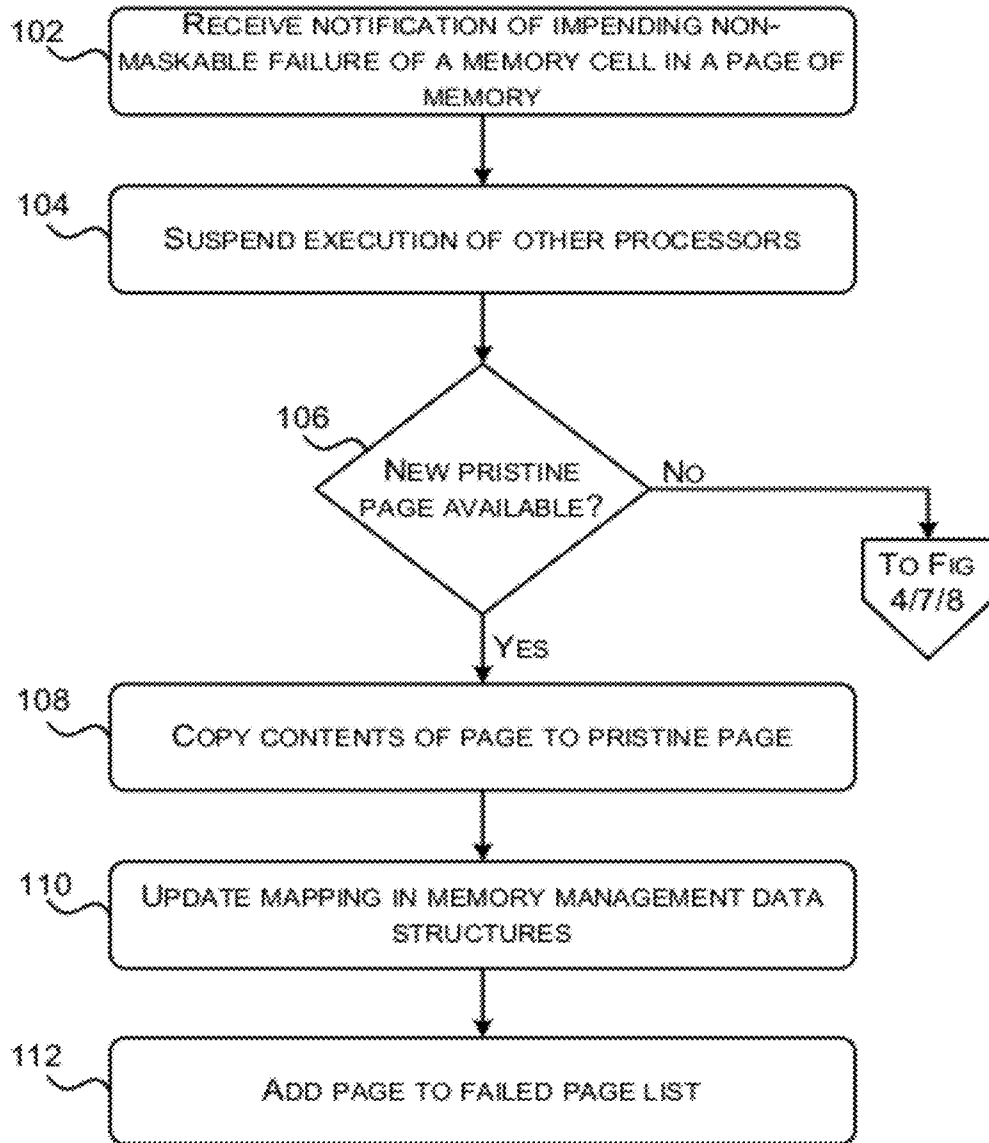 102
RECEIVE NOTIFICATION OF IMPENDING NON-
MASKABLE FAILURE OF A MEMORY CELL IN A PAGE OF
MEMORY
104
SUSPEND EXECUTION OF OTHER PROCESSORS
106
NEW PRISTINE
PAGE AVAILABLE?
NO
TO FIG
4/7/8
YES
108
COPY CONTENTS OF PAGE TO PRISTINE PAGE
110
UPDATE MAPPING IN MEMORY MANAGEMENT DATA
STRUCTURES
112
ADD PAGE TO FAILED PAGE LIST